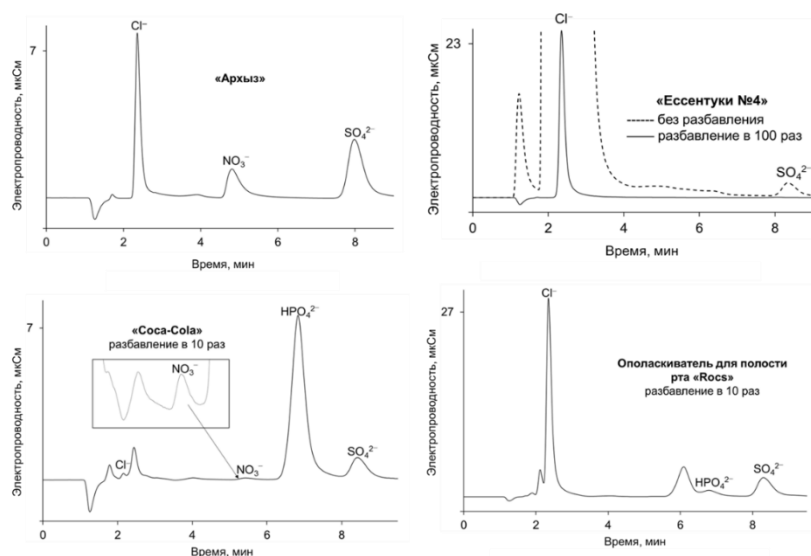 Электропроводность, мкСм
7
Cl⁻
«Архыз»
NO₃⁻
SO₄²⁻
0 2 4 6 8
Время, мин
Электропроводность, мкСм
23
Cl⁻
«Ессентуки №4»
без разбавления
разбавление в 100 раз
SO₄²⁻
0 2 4 6 8
Время, мин
Электропроводность, мкСм
7
«Coca-Cola»
разбавление в 10 раз
NO₃⁻
HPO₄²⁻
Cl⁻
NO₃⁻
SO₄²⁻
0 2 4 6 8
Время, мин
Электропроводность, мкСм
27
Cl⁻
Ополаскиватель для полости
рта «Rocs»
разбавление в 10 раз
HPO₄²⁻
SO₄²⁻
0 2 4 6 8
Время, мин